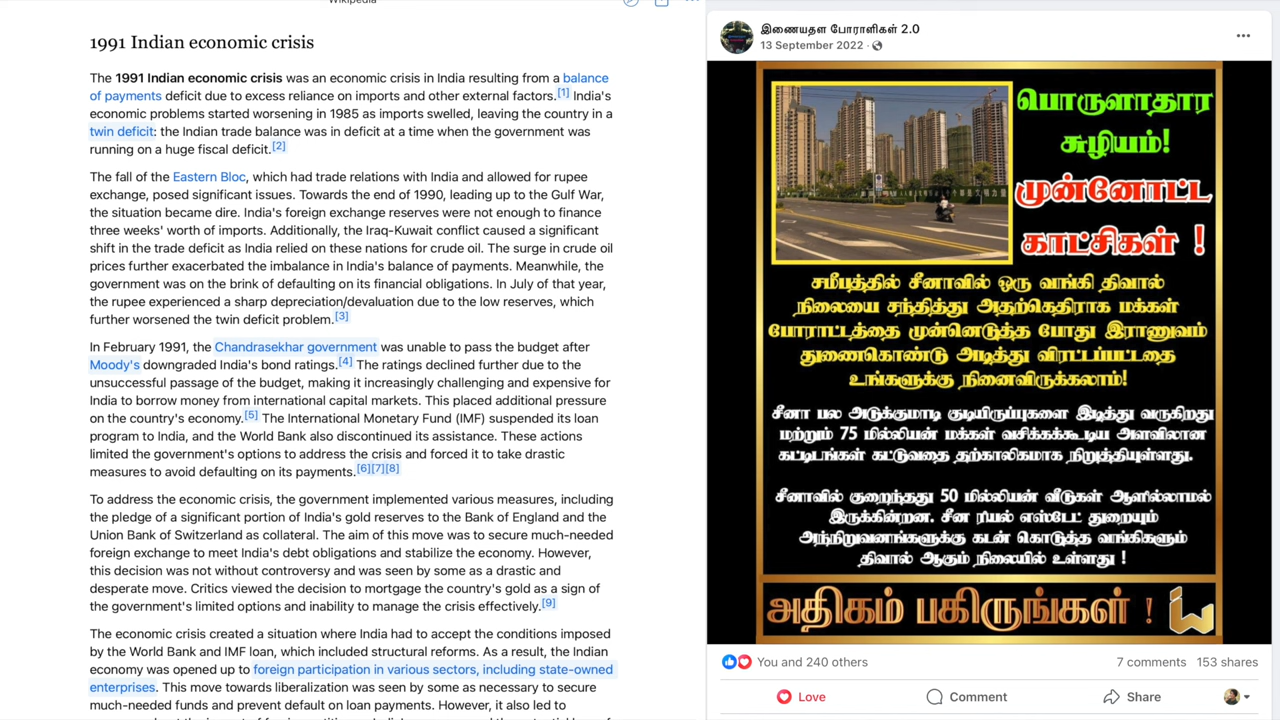 Wikipedia
1991 Indian economic crisis
The 1991 Indian economic crisis was an economic crisis in India resulting from a balance
of payments deficit due to excess reliance on imports and other external factors.[1] India's
economic problems started worsening in 1985 as imports swelled, leaving the country in a
twin deficit: the Indian trade balance was in deficit at a time when the government was
running on a huge fiscal deficit.[2]
The fall of the Eastern Bloc, which had trade relations with India and allowed for rupee
exchange, posed significant issues. Towards the end of 1990, leading up to the Gulf War,
the situation became dire. India's foreign exchange reserves were not enough to finance
three weeks' worth of imports. Additionally, the Iraq-Kuwait conflict caused a significant
shift in the trade deficit as India relied on these nations for crude oil. The surge in crude oil
prices further exacerbated the imbalance in India's balance of payments. Meanwhile, the
government was on the brink of defaulting on its financial obligations. In July of that year,
the rupee experienced a sharp depreciation/devaluation due to the low reserves, which
further worsened the twin deficit problem.[3]
In February 1991, the Chandrasekhar government was unable to pass the budget after
Moody's downgraded India's bond ratings.[4] The ratings declined further due to the
unsuccessful passage of the budget, making it increasingly challenging and expensive for
India to borrow money from international capital markets. This placed additional pressure
on the country's economy.[5] The International Monetary Fund (IMF) suspended its loan
program to India, and the World Bank also discontinued its assistance. These actions
limited the government's options to address the crisis and forced it to take drastic
measures to avoid defaulting on its payments.[6][7][8]
To address the economic crisis, the government implemented various measures, including
the pledge of a significant portion of India's gold reserves to the Bank of England and the
Union Bank of Switzerland as collateral. The aim of this move was to secure much-needed
foreign exchange to meet India's debt obligations and stabilize the economy. However,
this decision was not without controversy and was seen by some as a drastic and
desperate move. Critics viewed the decision to mortgage the country's gold as a sign of
the government's limited options and inability to manage the crisis effectively.[9]
The economic crisis created a situation where India had to accept the conditions imposed
by the World Bank and IMF loan, which included structural reforms. As a result, the Indian
economy was opened up to foreign participation in various sectors, including state-owned
enterprises. This move towards liberalization was seen by some as necessary to secure
much-needed funds and prevent default on loan payments. However, it also led to
இணையதள போராளிகள் 2.0
13 September 2022 ·
பொருளாதார
சுழியம்!
முன்னோட்ட
காட்சிகள் !
சமீபத்தில் சீனாவில் ஒரு வங்கி திவால்
நிலையை சந்தித்து அதற்கெதிராக மக்கள்
போராட்டத்தை முன்னெடுத்த போது இராணுவம்
துணைகொண்டு அடித்து விரட்டப்பட்டதை
உங்களுக்கு நினைவிருக்கலாம்!
சீனா பல அடுக்குமாடி குடியிருப்புகளை இடித்து வருகிறது
மற்றும் 75 மில்லியன் மக்கள் வசிக்கக்கூடிய அளவிலான
கட்டிடங்கள் கட்டுவதை தற்காலிகமாக நிறுத்தியுள்ளது.
சீனாவில் குறைந்தது 50 மில்லியன் வீடுகள் ஆளில்லாமல்
இருக்கின்றன. சீன ரியல் எஸ்டேட் துறையும்
அந்நிறுவனங்களுக்கு கடன் கொடுத்த வங்கிகளும்
திவால் ஆகும் நிலையில் உள்ளது !
அதிகம் பகிருங்கள் !
You and 240 others
7 comments 153 shares
Love
Comment
Share